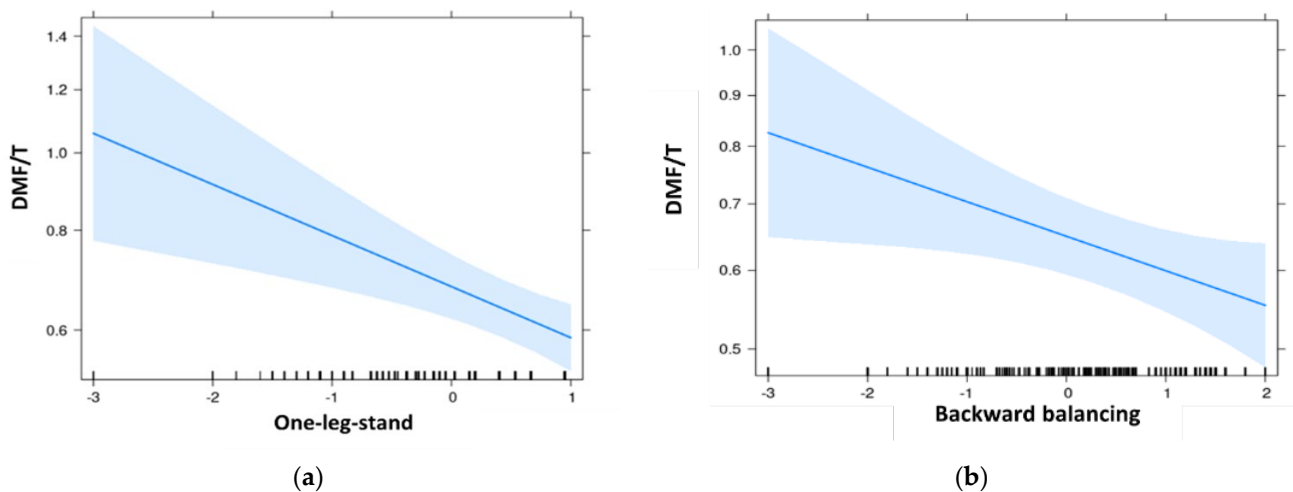 1.4
1.2
1.0
0.8
0.6
DMF/T
-3 -2 -1 0 1
One-leg-stand
(a)
1.0
0.9
0.8
0.7
0.6
0.5
DMF/T
-3 -2 -1 0 1 2
Backward balancing
(b)